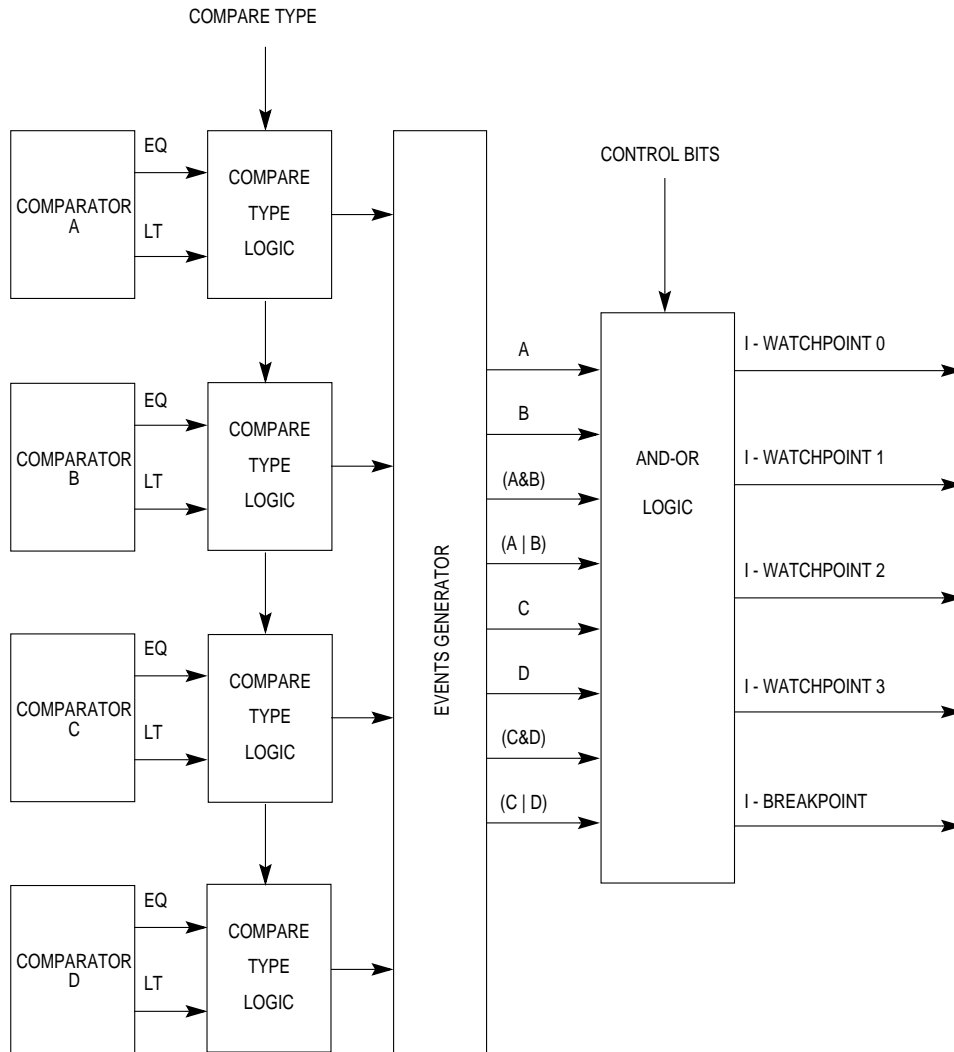 COMPARE TYPE
EQ
COMPARATOR
A
LT
COMPARE
TYPE
LOGIC
EQ
COMPARATOR
B
LT
COMPARE
TYPE
LOGIC
EQ
COMPARATOR
C
LT
COMPARE
TYPE
LOGIC
EQ
COMPARATOR
D
LT
COMPARE
TYPE
LOGIC
EVENTS GENERATOR
A
B
(A&B)
(A | B)
C
D
(C&D)
(C | D)
CONTROL BITS
AND-OR
LOGIC
I - WATCHPOINT 0
I - WATCHPOINT 1
I - WATCHPOINT 2
I - WATCHPOINT 3
I - BREAKPOINT